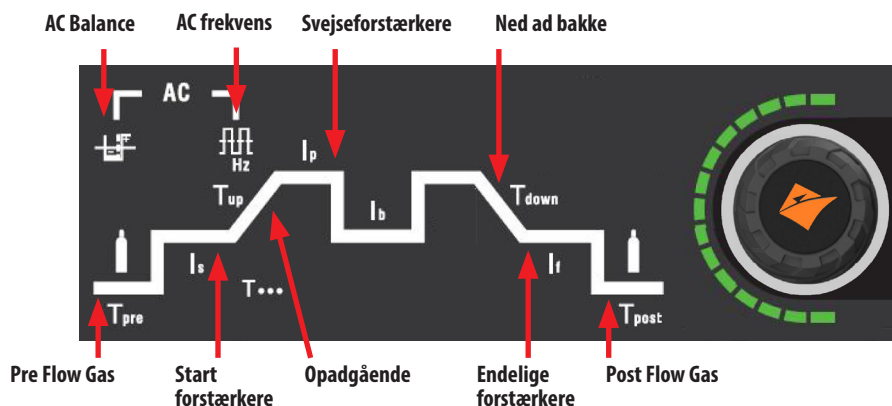 AC Balance
AC frekvens
Svejseforstærkere
Ned ad bakke
AC
Hz
Ip
Tup
Tdown
Ib
Is
If
T...
Tpre
Tpost
Pre Flow Gas
Start
forstærkere
Opadgående
Endelige
forstærkere
Post Flow Gas